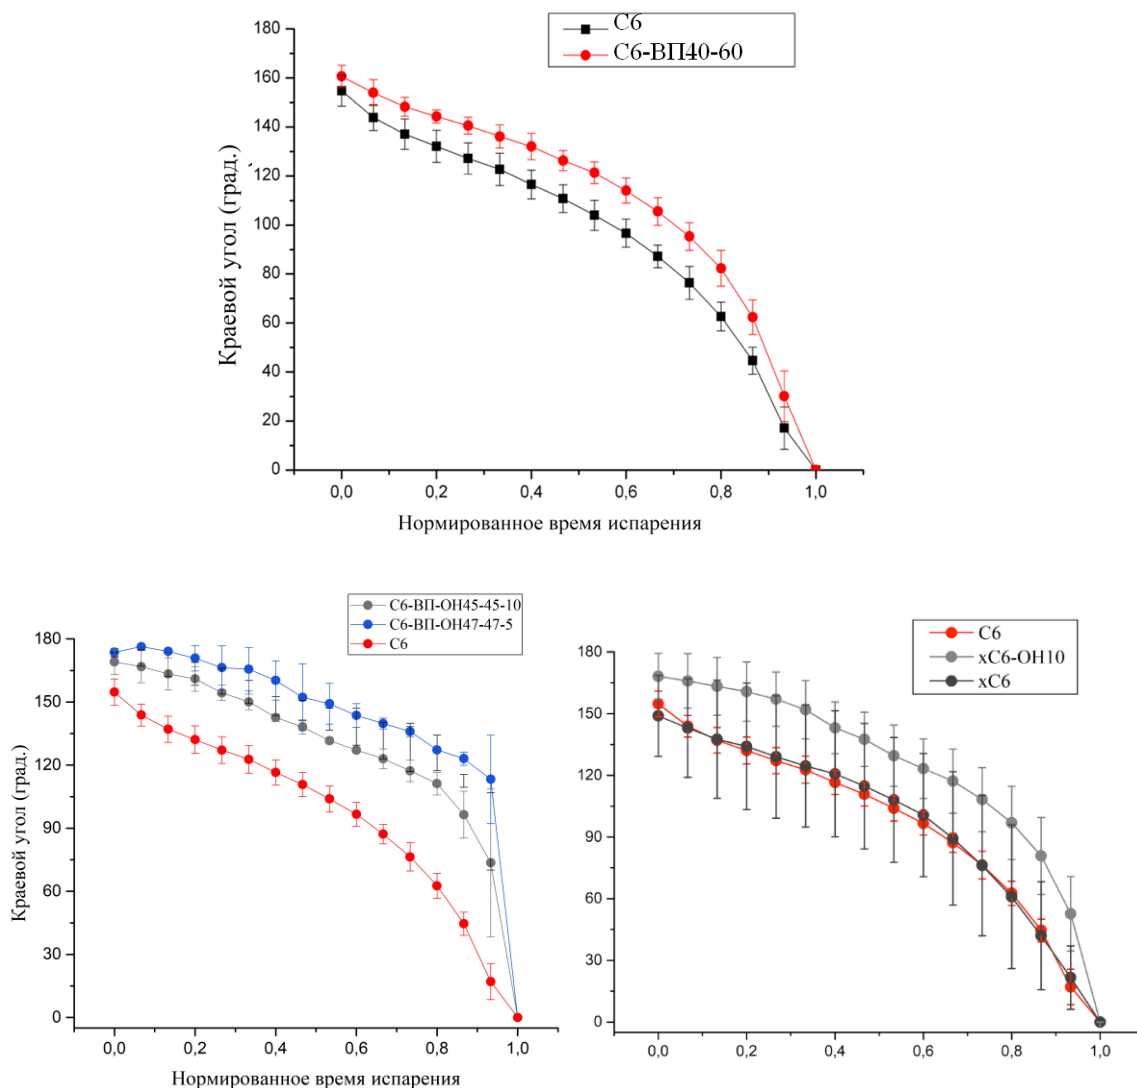 С6
С6-ВП40-60
180
160
140
120
100
80
60
40
20
0
Краевой угол (град.)
0,0 0,2 0,4 0,6 0,8 1,0
Нормированное время испарения
С6-ВП-ОН45-45-10
С6-ВП-ОН47-47-5
С6
180
150
120
90
60
30
0
Краевой угол (град.)
0,0 0,2 0,4 0,6 0,8 1,0
Нормированное время испарения
С6
хС6-ОН10
хС6
180
150
120
90
60
30
0
0,0 0,2 0,4 0,6 0,8 1,0